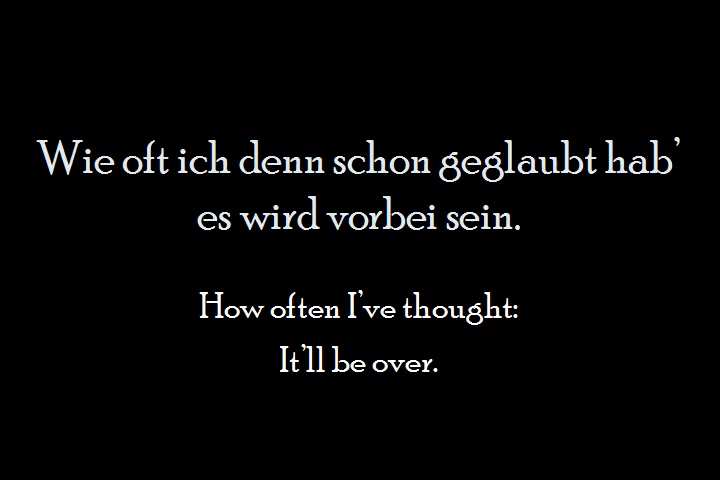 Wie oft ich denn schon geglaubt hab’
es wird vorbei sein.
How often I’ve thought:
It’ll be over.